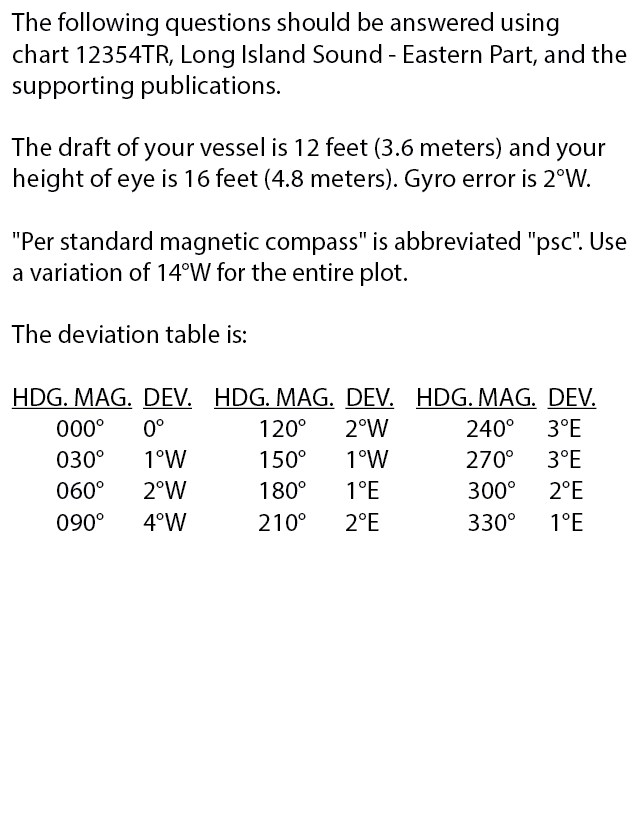 The following questions should be answered using
chart 12354TR, Long Island Sound - Eastern Part, and the
supporting publications.
The draft of your vessel is 12 feet (3.6 meters) and your
height of eye is 16 feet (4.8 meters). Gyro error is 2°W.
"Per standard magnetic compass" is abbreviated "psc". Use
a variation of 14°W for the entire plot.
The deviation table is:
HDG. MAG. DEV. HDG. MAG. DEV. HDG. MAG. DEV.
000° 0° 120° 2°W 240° 3°E
030° 1°W 150° 1°W 270° 3°E
060° 2°W 180° 1°E 300° 2°E
090° 4°W 210° 2°E 330° 1°E